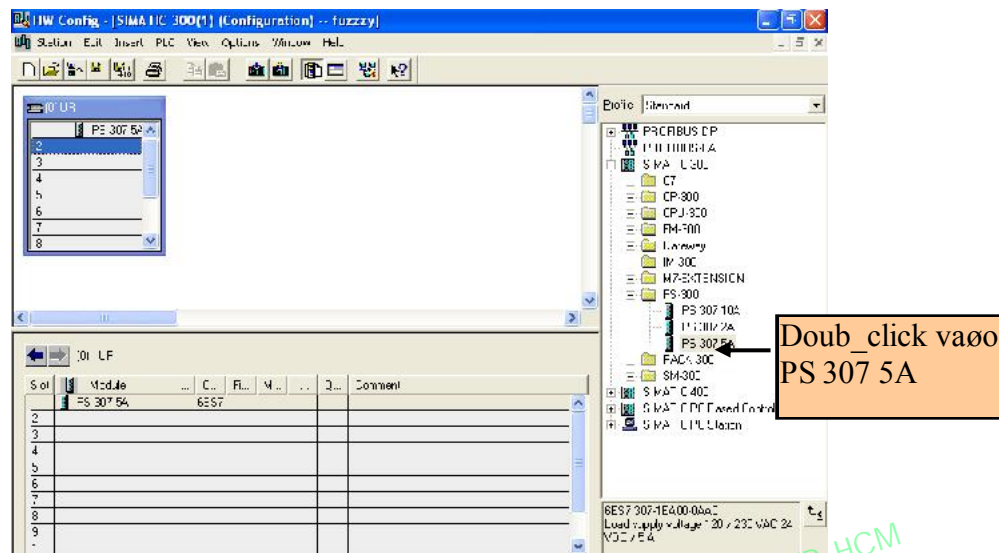 HW Config - [SIMATIC 300(1) (Configuration) -- fuzzzy]
Station Edit Insert PLC View Options Window Help
(0) UR
PS 307 5A
2
3
4
5
6
7
8
Profile Standard
PROFIBUS DP
PROFIBUS-PA
SIMATIC 300
C7
CP-300
CPU-300
FM-300
Gateway
IM-300
M7-EXTENSION
PS-300
PS 307 10A
PS 307 2A
PS 307 5A
RACK 300
SM-300
SIMATIC 400
SIMATIC PC Based Control
SIMATIC PC Station
Doub_click vaøo
PS 307 5A
(0) UR
Slot Module ... ... M... ... Comment
PS 307 5A 6ES7
2
3
4
5
6
7
8
9
6ES7 307-1EA00-0AA0
Load supply voltage 120 / 230 VAC 24
VDC / 5 A
HCM